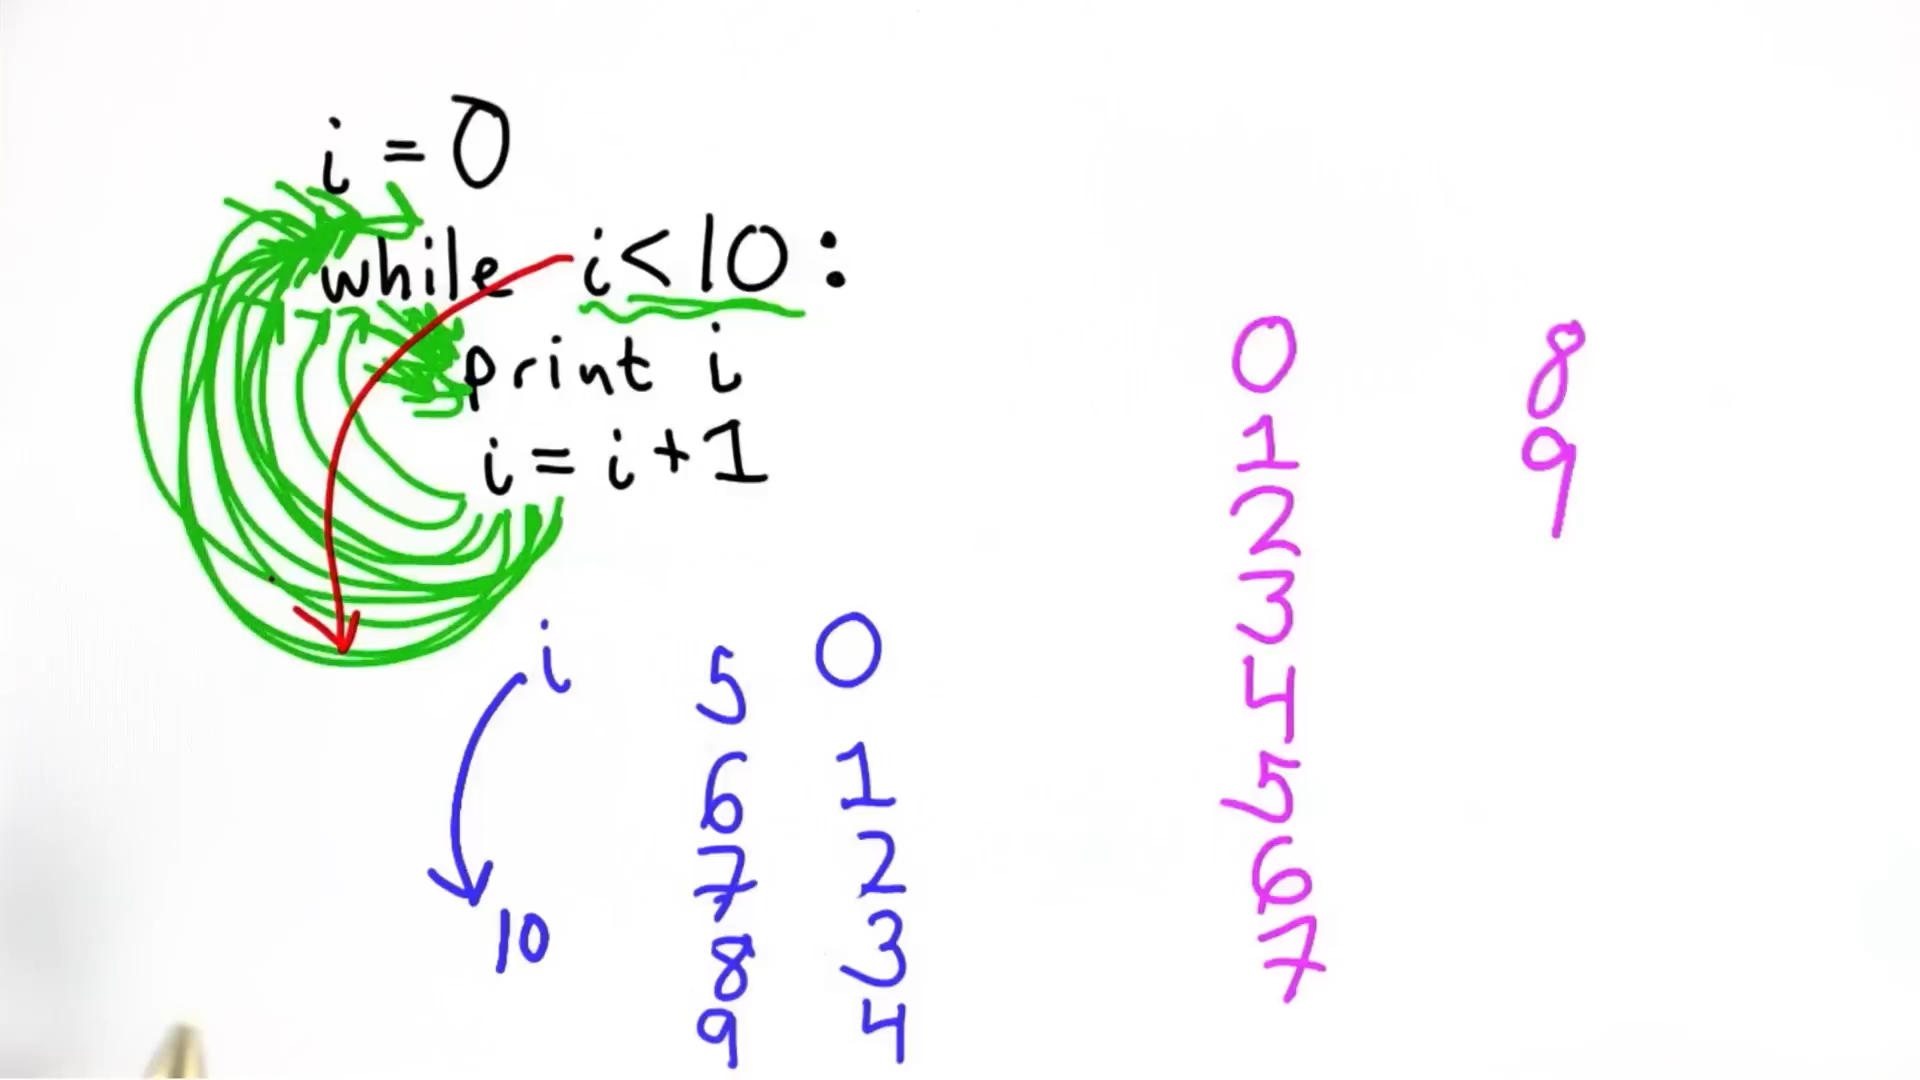 i = 0
while i < 10 :
print i
i = i + 1
i
10
5 0
6 1
7 2
8 3
9 4
0 8
1 9
2
3
4
5
6
7